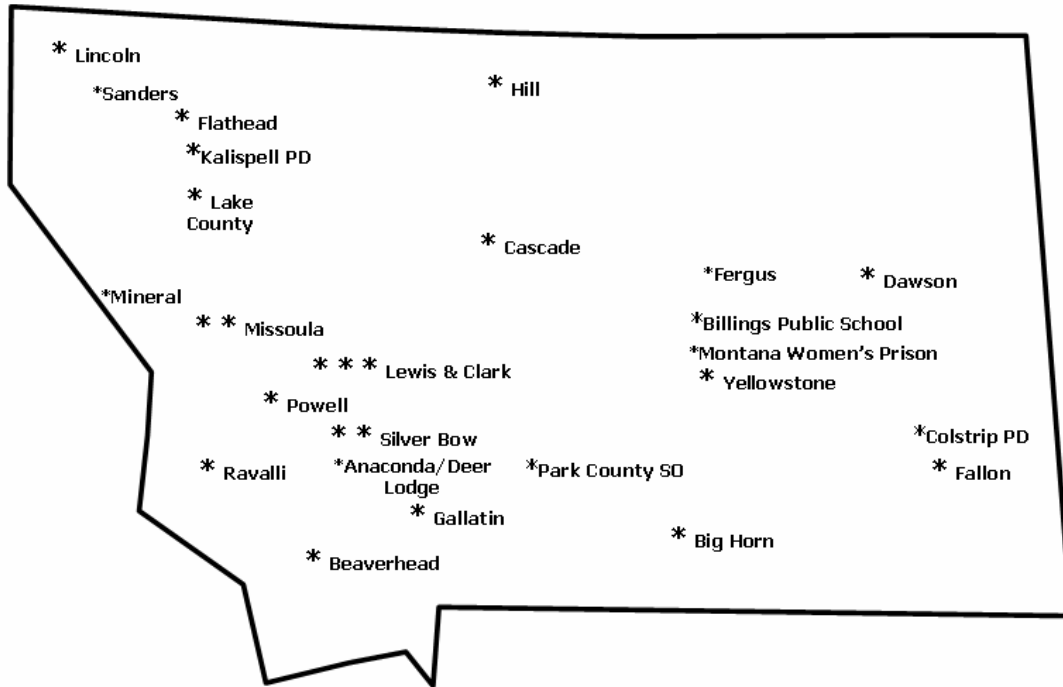 * Lincoln
* Hill
*Sanders
* Flathead
*Kalispell PD
* Lake
County
* Cascade
*Fergus
* Dawson
*Mineral
* * Missoula
*Billings Public School
*Montana Women's Prison
* * * Lewis & Clark
* Yellowstone
* Powell
* * Silver Bow
*Colstrip PD
* Ravalli
*Anaconda/Deer
Lodge
*Park County SO
* Fallon
* Gallatin
* Big Horn
* Beaverhead